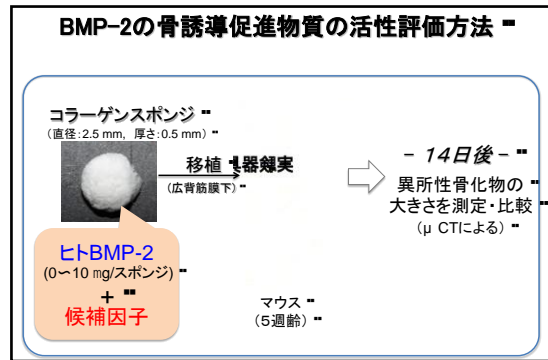 BMP-2の骨誘導促進物質の活性評価方法
コラーゲンスポンジ
(直径:2.5 mm, 厚さ:0.5 mm)
移植
(広背筋膜下)
ヒトBMP-2
(0〜10 mg/スポンジ)
+
候補因子
マウス
(5週齢)
- 14日後 -
異所性骨化物の
大きさを測定・比較
(μ CTによる)